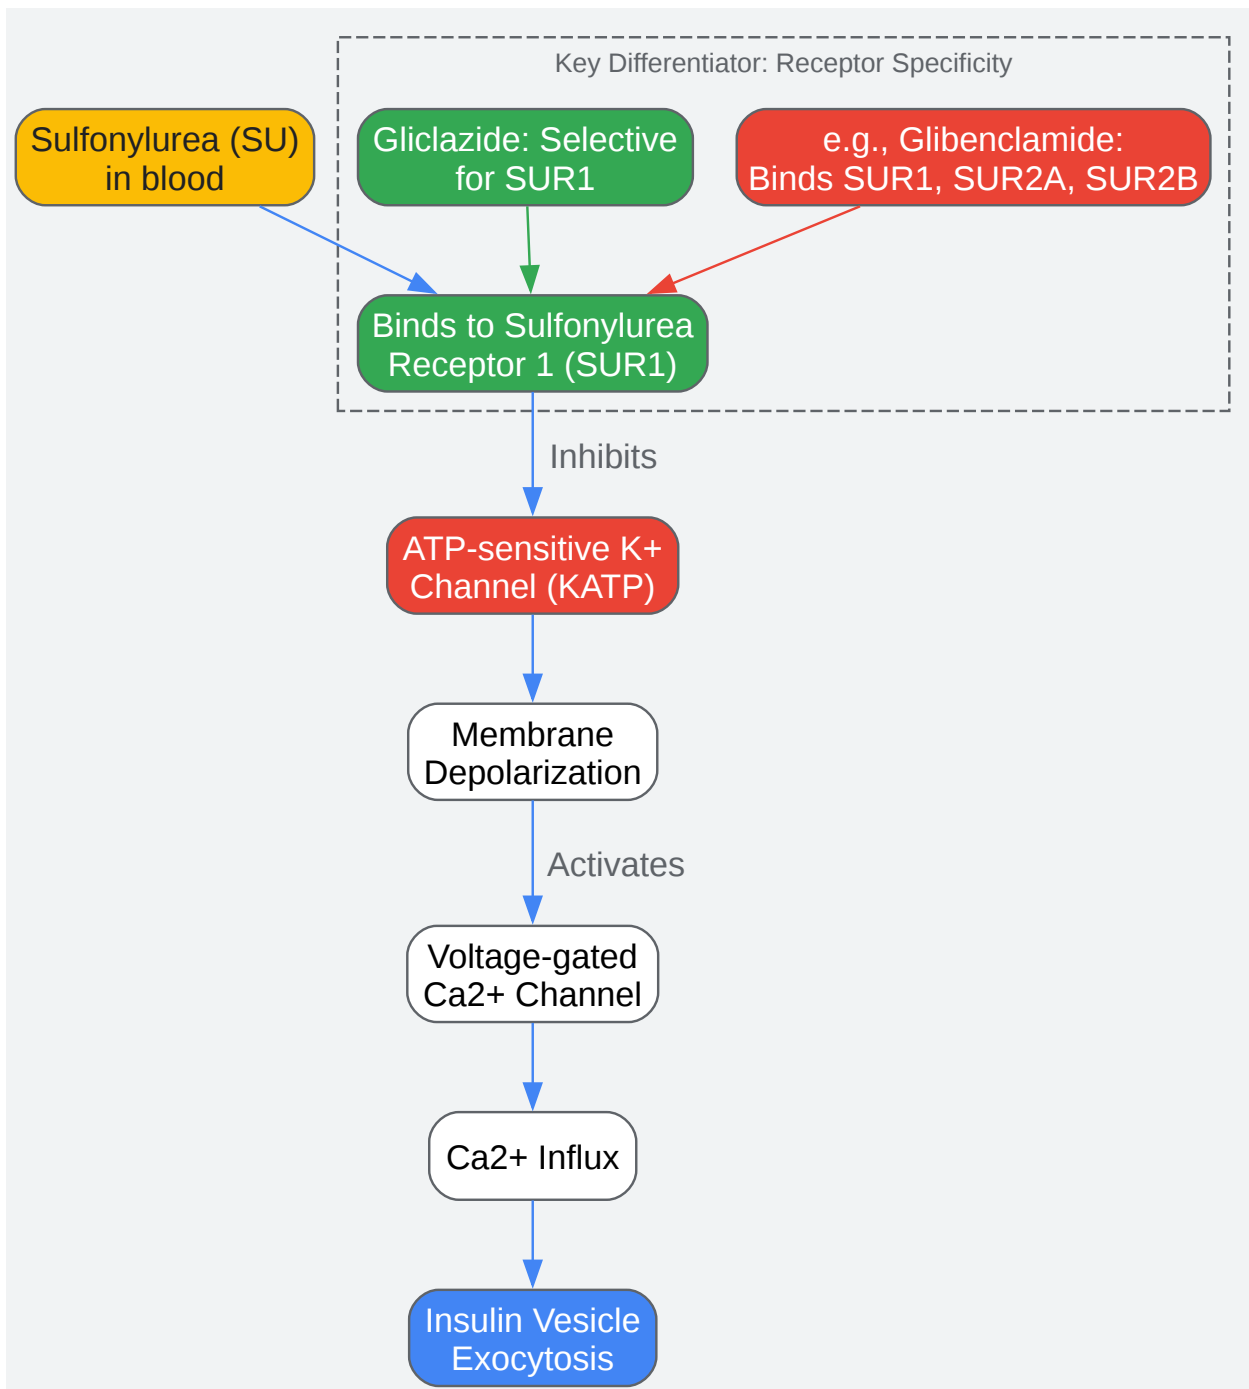 Key Differentiator: Receptor Specificity
Sulfonylurea (SU)
in blood
Gliclazide: Selective
for SUR1
e.g., Glibenclamide:
Binds SUR1, SUR2A, SUR2B
Binds to Sulfonylurea
Receptor 1 (SUR1)
Inhibits
ATP-sensitive K+
Channel (KATP)
Membrane
Depolarization
Activates
Voltage-gated
Ca2+ Channel
Ca2+ Influx
Insulin Vesicle
Exocytosis